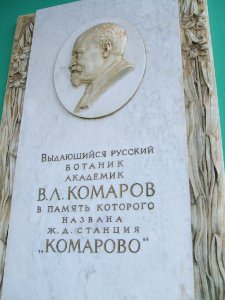 Выдающийся русский
ботаник
академик
В.Л. КОМАРОВ
в память которого
названа
ж.д. станция
„КОМАРОВО“